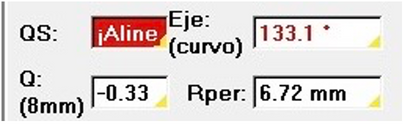 QS: ¡Aline Eje: (curvo) 133.1 °
Q: (8mm) -0.33 Rper: 6.72 mm